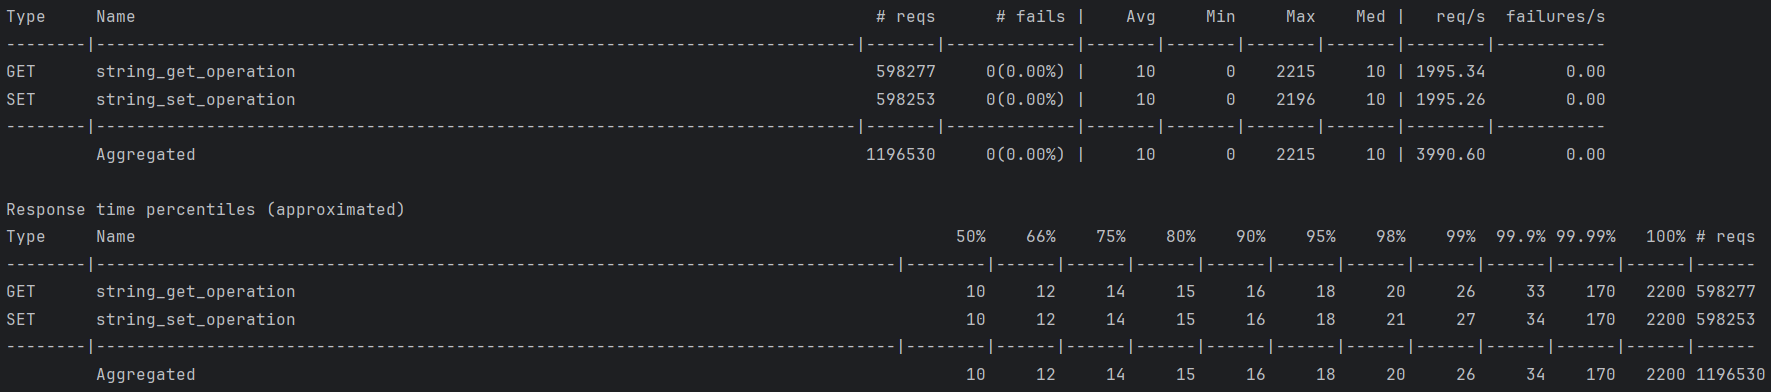 Type     Name                                                                          # reqs      # fails |    Avg     Min     Max    Med |   req/s  failures/s
--------|----------------------------------------------------------------------------|-------|-------------|-------|-------|-------|-------|--------|-----------
GET      string_get_operation                                                          598277     0(0.00%) |     10       0    2215     10 | 1995.34        0.00
SET      string_set_operation                                                          598253     0(0.00%) |     10       0    2196     10 | 1995.26        0.00
--------|----------------------------------------------------------------------------|-------|-------------|-------|-------|-------|-------|--------|-----------
         Aggregated                                                                   1196530     0(0.00%) |     10       0    2215     10 | 3990.60        0.00
Response time percentiles (approximated)
Type     Name                                                                                  50%    66%    75%    80%    90%    95%    98%    99%  99.9% 99.99%   100% # reqs
--------|--------------------------------------------------------------------------------|--------|------|------|------|------|------|------|------|------|------|------|------
GET      string_get_operation                                                                   10     12     14     15     16     18     20     26     33    170   2200 598277
SET      string_set_operation                                                                   10     12     14     15     16     18     21     27     34    170   2200 598253
--------|--------------------------------------------------------------------------------|--------|------|------|------|------|------|------|------|------|------|------|------
         Aggregated                                                                             10     12     14     15     16     18     20     26     34    170   2200 1196530